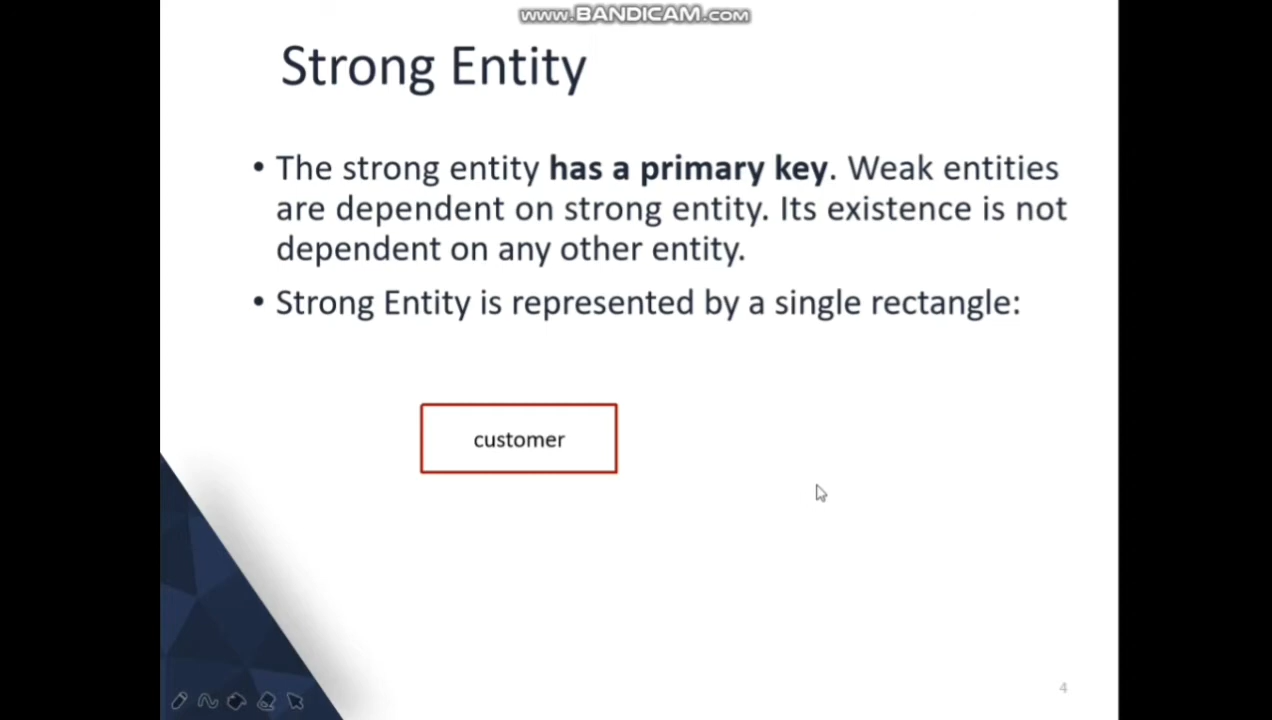 www.BANDICAM.com
Strong Entity
• The strong entity has a primary key. Weak entities
are dependent on strong entity. Its existence is not
dependent on any other entity.
• Strong Entity is represented by a single rectangle:
customer
4